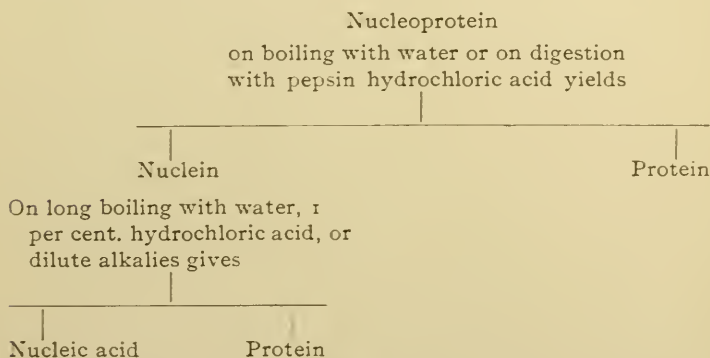 Nucleoprotein
on boiling with water or on digestion
with pepsin hydrochloric acid yields
Nuclein Protein
On long boiling with water, 1
per cent. hydrochloric acid, or
dilute alkalies gives
Nucleic acid Protein